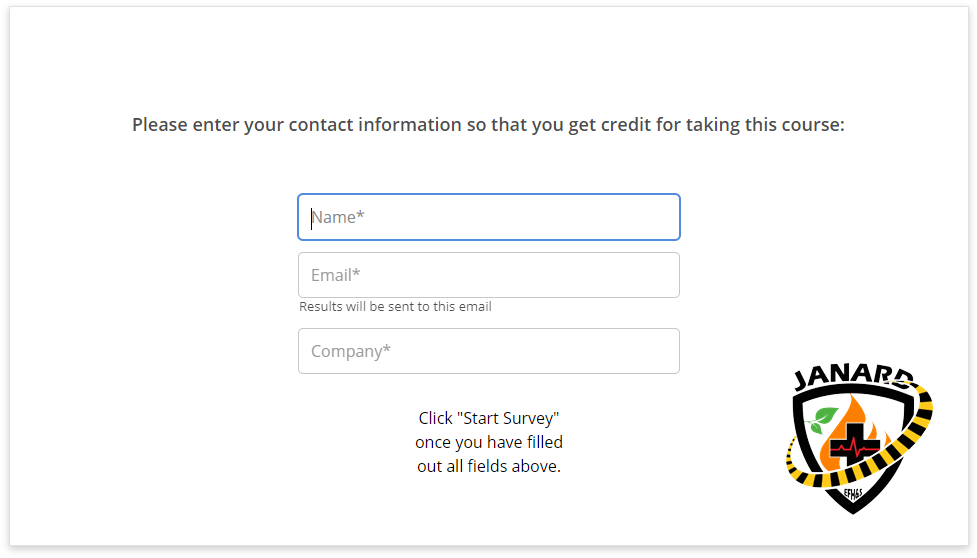 Please enter your contact information so that you get credit for taking this course:
Name*
Email*
Results will be sent to this email
Company*
Click "Start Survey"
once you have filled
out all fields above.
JANARD
EFH&S